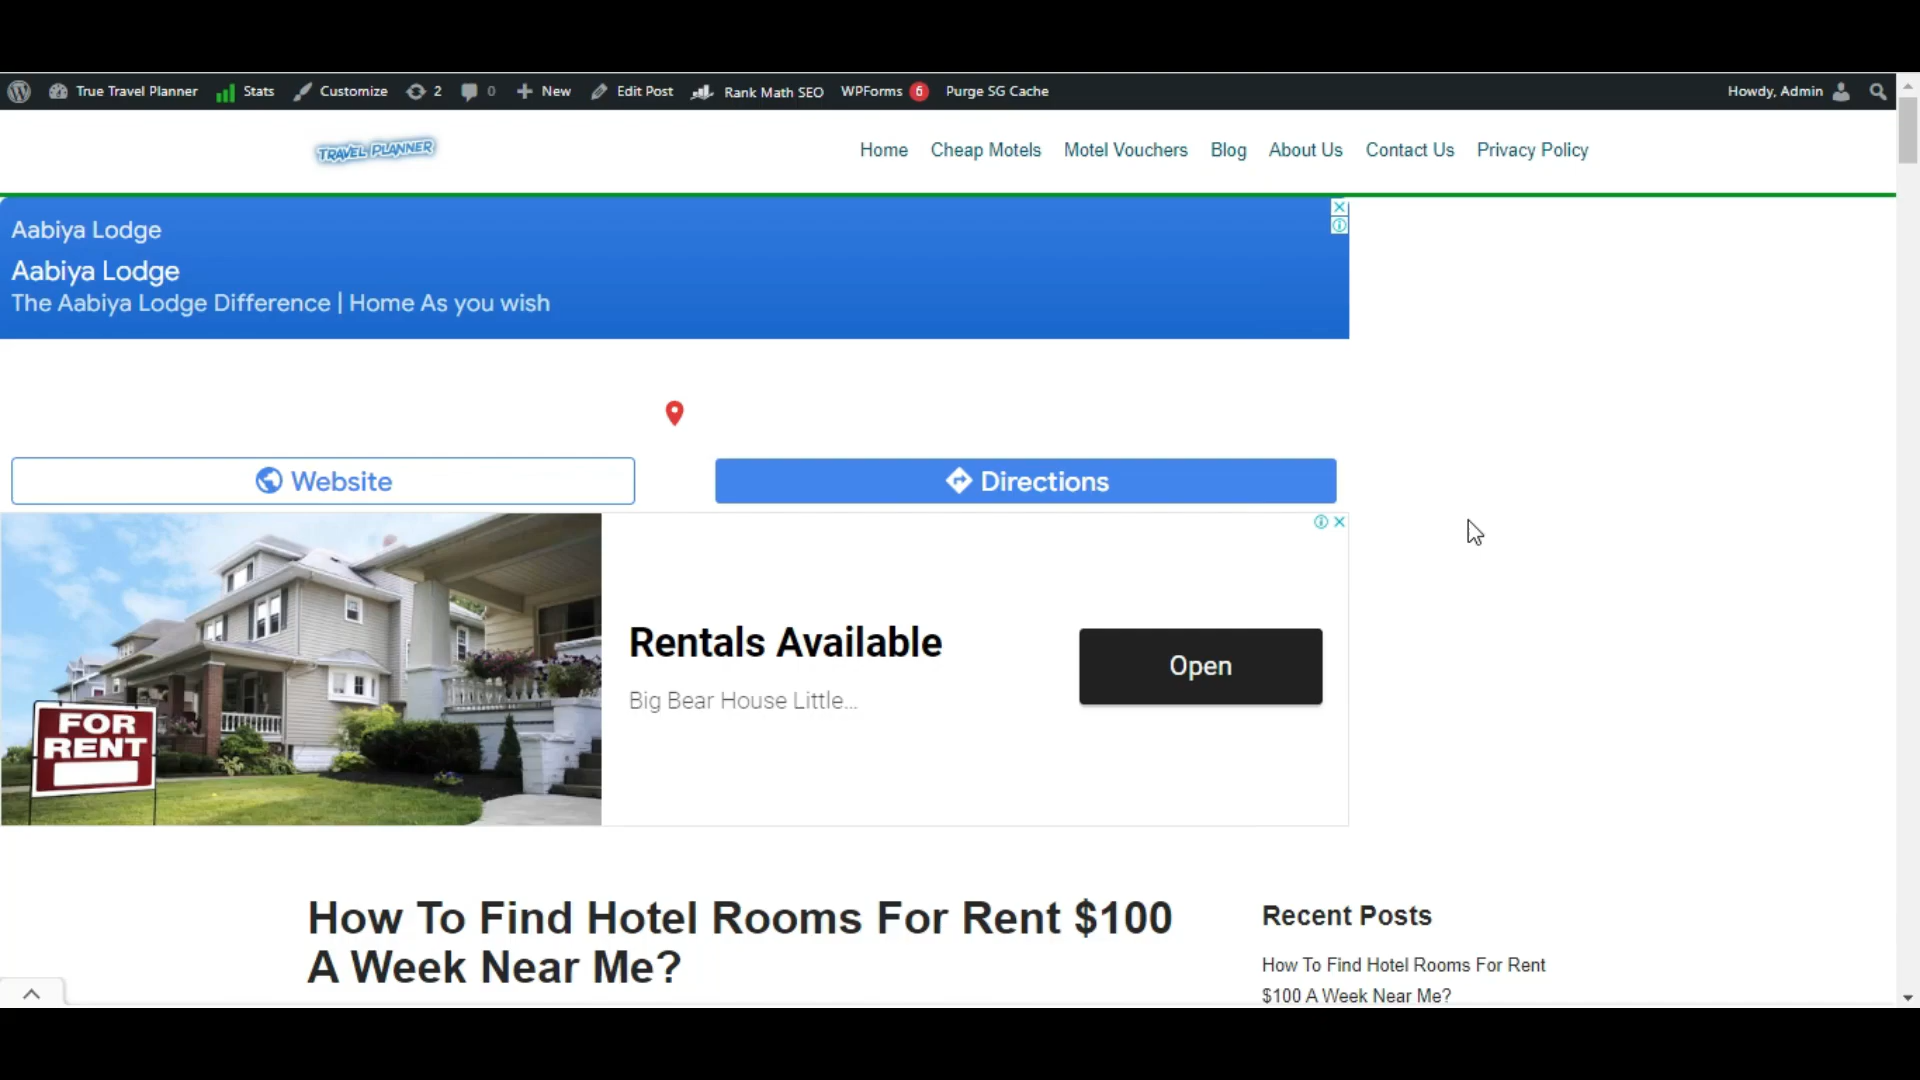 True Travel Planner Stats Customize 2 0 New Edit Post Rank Math SEO WPForms 6 Purge SG Cache Howdy, Admin
TRAVEL PLANNER
Home Cheap Motels Motel Vouchers Blog About Us Contact Us Privacy Policy
Aabiya Lodge
Aabiya Lodge
The Aabiya Lodge Difference | Home As you wish
Website Directions
FOR
RENT
Rentals Available
Big Bear House Little...
Open
How To Find Hotel Rooms For Rent $100
A Week Near Me?
Recent Posts
How To Find Hotel Rooms For Rent
$100 A Week Near Me?